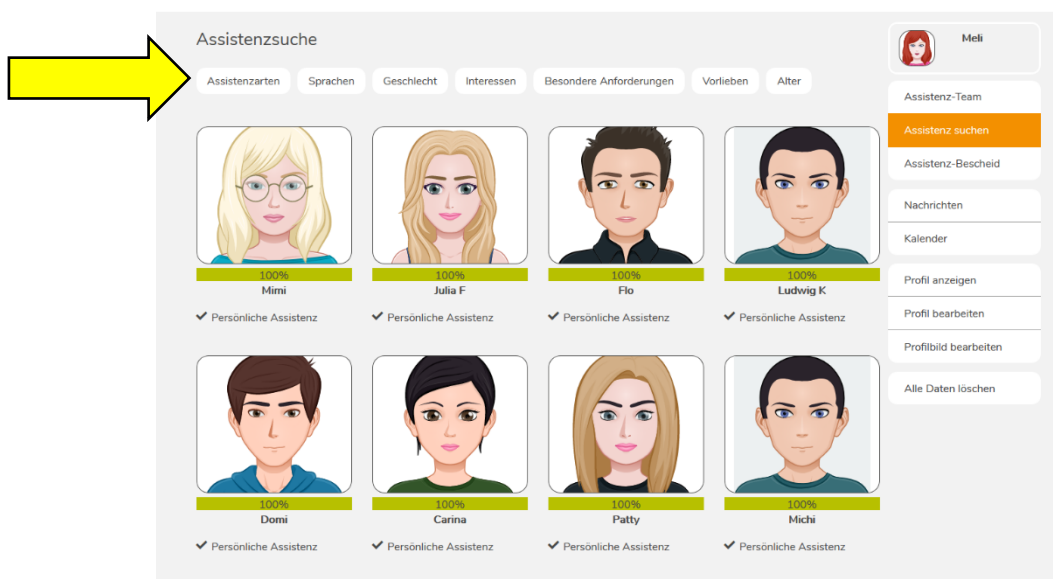 Assistenzsuche
Assistenzarten Sprachen Geschlecht Interessen Besondere Anforderungen Vorlieben Alter
100% 100% 100% 100%
Mimi Julia F Flo Ludwig K
Persönliche Assistenz Persönliche Assistenz Persönliche Assistenz Persönliche Assistenz
100% 100% 100% 100%
Domi Carina Patty Michi
Persönliche Assistenz Persönliche Assistenz Persönliche Assistenz Persönliche Assistenz
Meli
Assistenz-Team
Assistenz suchen
Assistenz-Bescheid
Nachrichten
Kalender
Profil anzeigen
Profil bearbeiten
Profilbild bearbeiten
Alle Daten löschen